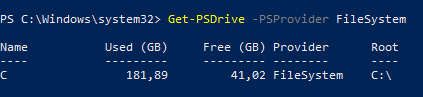 PS C:\Windows\system32> Get-PSDrive -PSProvider FileSystem
Name Used (GB) Free (GB) Provider Root
---- --------- --------- -------- ----
C 181,89 41,02 FileSystem C:\